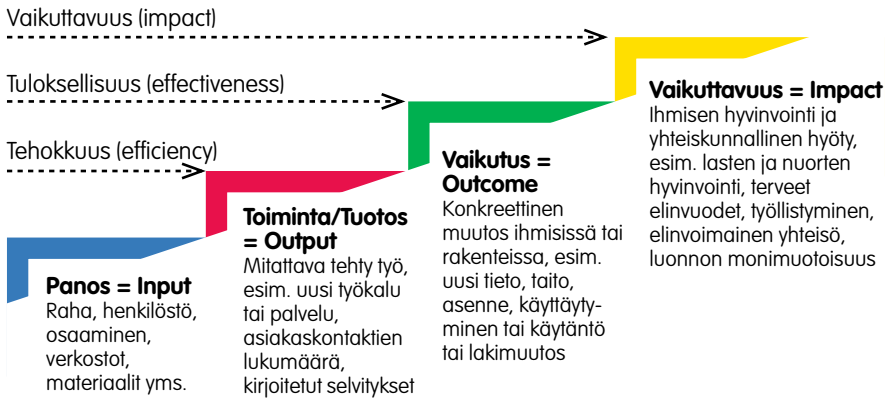 Vaikuttavuus (impact)
Tuloksellisuus (effectiveness)
Tehokkuus (efficiency)
Panos = Input
Raha, henkilöstö,
osaaminen,
verkostot,
materiaalit yms.
Toiminta/Tuotos
= Output
Mitattava tehty työ,
esim. uusi työkalu
tai palvelu,
asiakaskontaktien
lukumäärä,
kirjoitetut selvitykset
Vaikutus =
Outcome
Konkreettinen
muutos ihmisissä tai
rakenteissa, esim.
uusi tieto, taito,
asenne, käyttäyty-
minen tai käytäntö
tai lakimuutos
Vaikuttavuus = Impact
Ihmisen hyvinvointi ja
yhteiskunnallinen hyöty,
esim. lasten ja nuorten
hyvinvointi, terveet
elinvuodet, työllistyminen,
elinvoimainen yhteisö,
luonnon monimuotoisuus